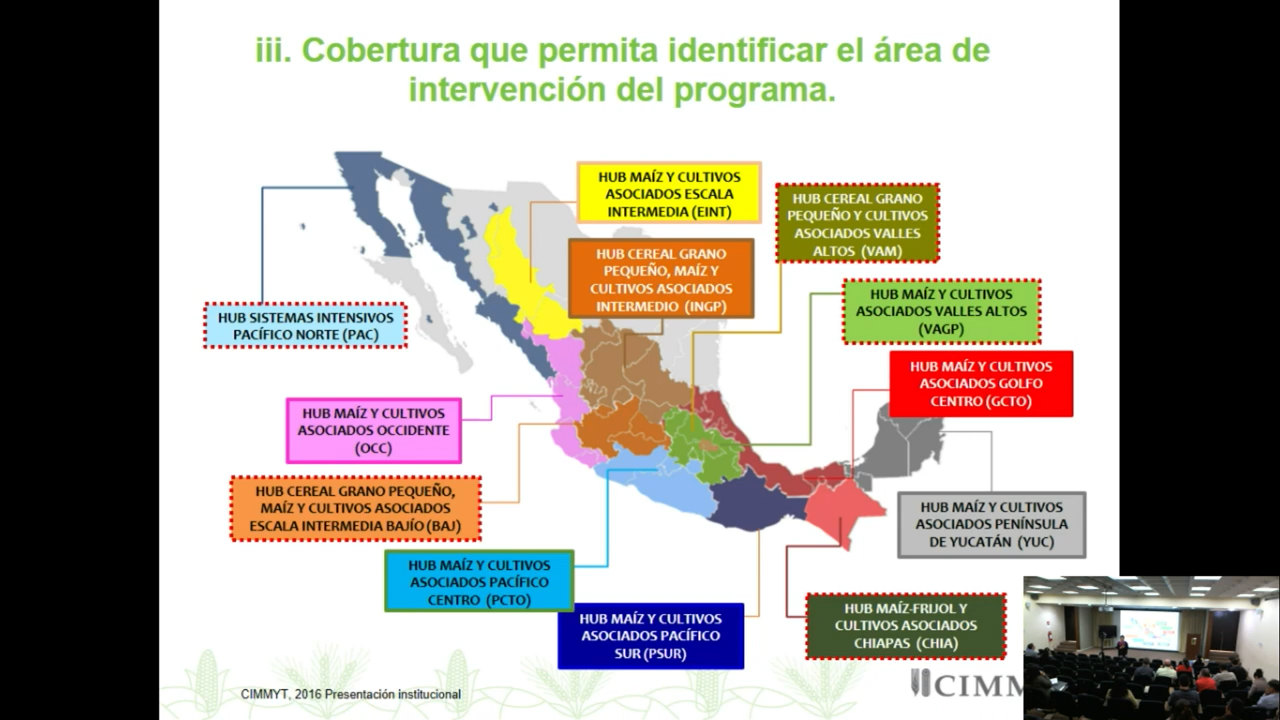 iii. Cobertura que permita identificar el área de
intervención del programa.
HUB MAÍZ Y CULTIVOS
ASOCIADOS ESCALA
INTERMEDIA (EINT)
HUB CEREAL GRANO
PEQUEÑO Y CULTIVOS
ASOCIADOS VALLES
ALTOS (VAM)
HUB CEREAL GRANO
PEQUEÑO, MAÍZ Y
CULTIVOS ASOCIADOS
INTERMEDIO (INGP)
HUB MAÍZ Y CULTIVOS
ASOCIADOS VALLES ALTOS
(VAGP)
HUB SISTEMAS INTENSIVOS
PACÍFICO NORTE (PAC)
HUB MAÍZ Y CULTIVOS
ASOCIADOS GOLFO
CENTRO (GCTO)
HUB MAÍZ Y CULTIVOS
ASOCIADOS OCCIDENTE
(OCC)
HUB CEREAL GRANO PEQUEÑO,
MAÍZ Y CULTIVOS ASOCIADOS
ESCALA INTERMEDIA BAJÍO (BAJ)
HUB MAÍZ Y CULTIVOS
ASOCIADOS PENÍNSULA
DE YUCATÁN (YUC)
HUB MAÍZ Y CULTIVOS
ASOCIADOS PACÍFICO
CENTRO (PCTO)
HUB MAÍZ Y CULTIVOS
ASOCIADOS PACÍFICO
SUR (PSUR)
HUB MAÍZ-FRIJOL Y
CULTIVOS ASOCIADOS
CHIAPAS (CHIA)
CIMMYT, 2016 Presentación institucional
CIMM